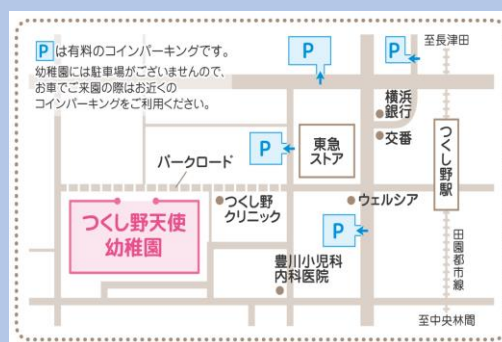 Pは有料のコインパーキングです。
幼稚園には駐車場がございませんので、
お車でご来園の際はお近くの
コインパーキングをご利用ください。
P
P
至長津田
横浜
銀行
交番
つくし野駅
P
東急
ストア
パークロード
つくし野
クリニック
ウェルシア
つくし野天使
幼稚園
P
豊川小児科
内科医院
田園都市線
至中央林間